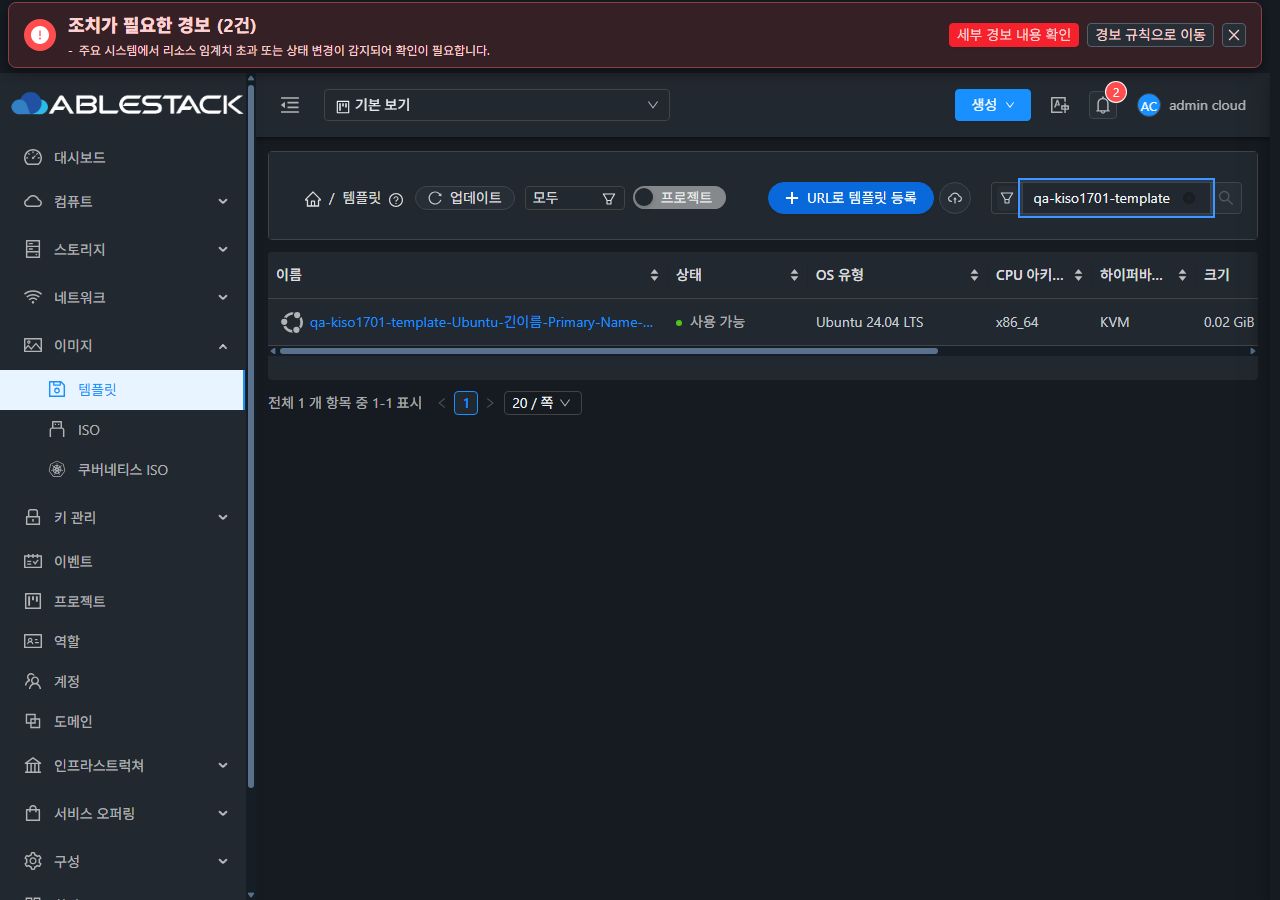 조치가 필요한 경보 (2건)
- 주요 시스템에서 리소스 임계치 초과 또는 상태 변경이 감지되어 확인이 필요합니다.
세부 경보 내용 확인
경보 규칙으로 이동
ABLESTACK
기본 보기
생성
2
AC
admin cloud
대시보드
컴퓨트
스토리지
네트워크
이미지
템플릿
ISO
쿠버네티스 ISO
키 관리
이벤트
프로젝트
역할
계정
도메인
인프라스트럭쳐
서비스 오퍼링
구성
/ 템플릿
업데이트
모두
프로젝트
+ URL로 템플릿 등록
qa-kiso1701-template
이름 상태 OS 유형 CPU 아키... 하이퍼바... 크기
qa-kiso1701-template-Ubuntu-긴이름-Primary-Name-... 사용 가능 Ubuntu 24.04 LTS x86_64 KVM 0.02 GiB
전체 1 개 항목 중 1-1 표시 < 1 > 20 / 쪽